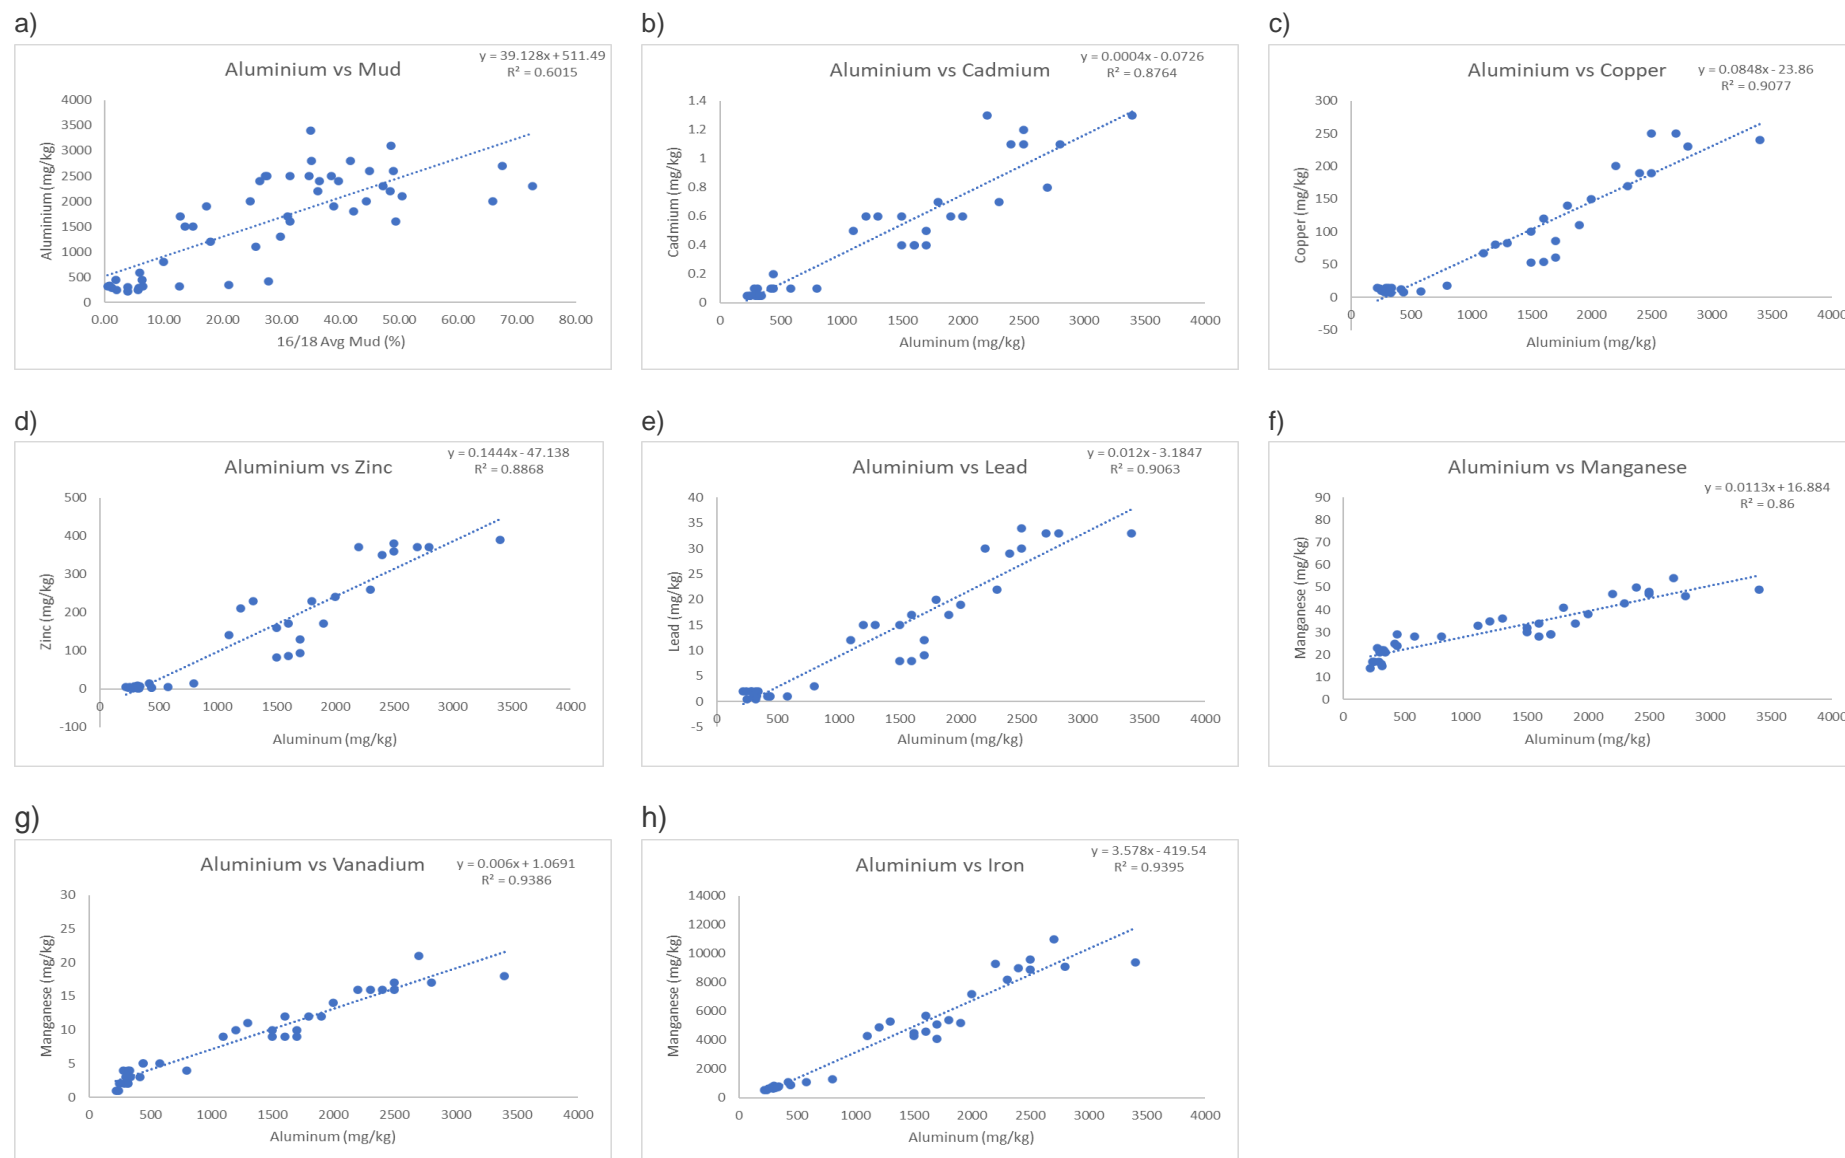 a)
Aluminium vs Mud
y = 39.128x + 511.49
R² = 0.6015
4000
3500
3000
2500
2000
1500
1000
500
0
Aluminium (mg/kg)
0.00 10.00 20.00 30.00 40.00 50.00 60.00 70.00 80.00
16/18 Avg Mud (%)
b)
Aluminium vs Cadmium
y = 0.0004x - 0.0726
R² = 0.8764
1.4
1.2
1
0.8
0.6
0.4
0.2
0
Cadmium (mg/kg)
0 500 1000 1500 2000 2500 3000 3500 4000
Aluminum (mg/kg)
c)
Aluminium vs Copper
y = 0.0848x - 23.86
R² = 0.9077
300
250
200
150
100
50
0
-50
Copper (mg/kg)
0 500 1000 1500 2000 2500 3000 3500 4000
Aluminium (mg/kg)
d)
Aluminium vs Zinc
y = 0.1444x - 47.138
R² = 0.8868
500
400
300
200
100
0
-100
Zinc (mg/kg)
0 500 1000 1500 2000 2500 3000 3500 4000
Aluminum (mg/kg)
e)
Aluminium vs Lead
y = 0.012x - 3.1847
R² = 0.9063
40
35
30
25
20
15
10
5
0
-5
Lead (mg/kg)
0 500 1000 1500 2000 2500 3000 3500 4000
Aluminum (mg/kg)
f)
Aluminium vs Manganese
y = 0.0113x + 16.884
R² = 0.86
90
80
70
60
50
40
30
20
10
0
Manganese (mg/kg)
0 500 1000 1500 2000 2500 3000 3500 4000
Aluminum (mg/kg)
g)
Aluminium vs Vanadium
y = 0.006x + 1.0691
R² = 0.9386
30
25
20
15
10
5
0
Manganese (mg/kg)
0 500 1000 1500 2000 2500 3000 3500 4000
Aluminum (mg/kg)
h)
Aluminium vs Iron
y = 3.578x - 419.54
R² = 0.9395
14000
12000
10000
8000
6000
4000
2000
0
Manganese (mg/kg)
0 500 1000 1500 2000 2500 3000 3500 4000
Aluminum (mg/kg)